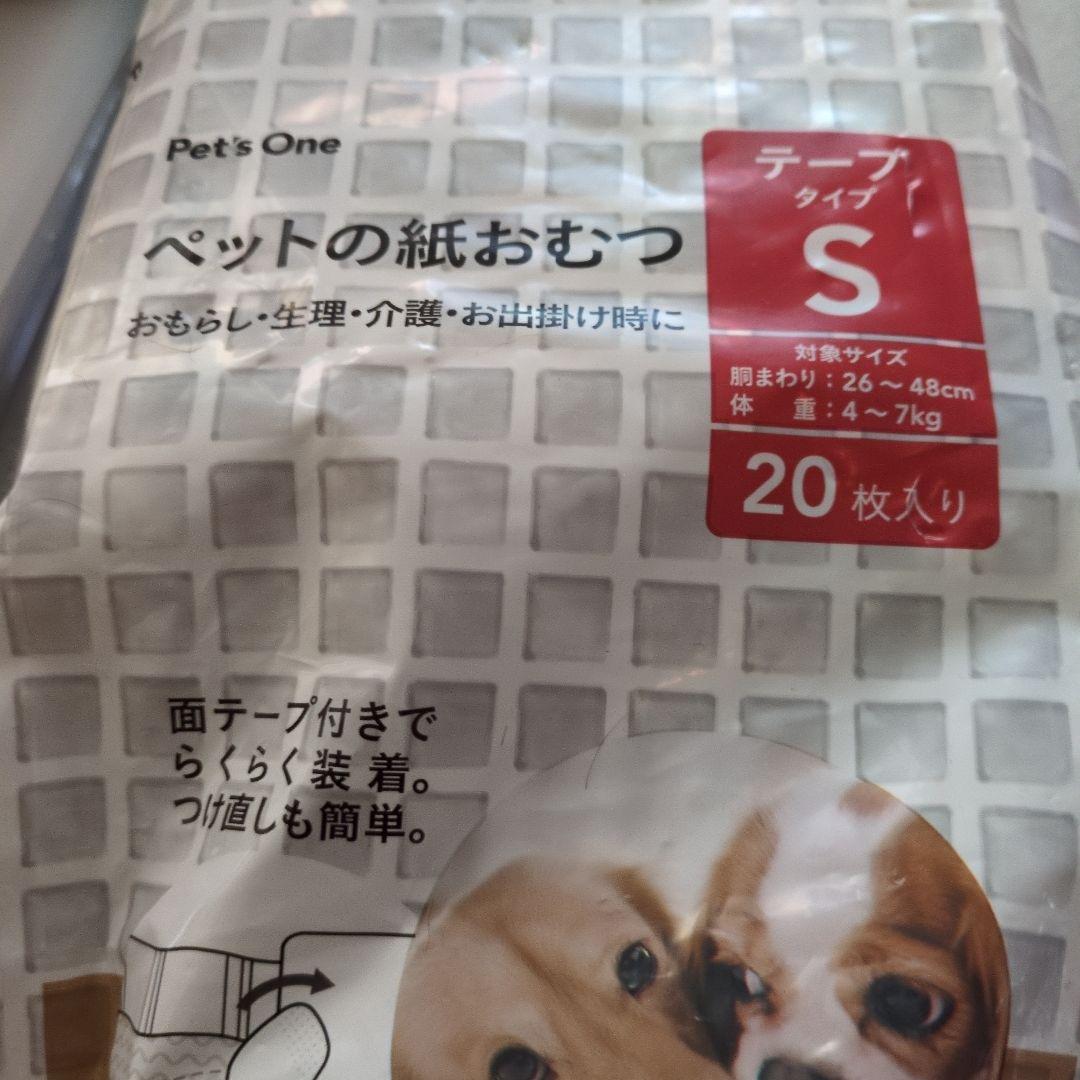 Pet's One
ペットの紙おむつ
おもらし・生理・介護・お出掛け時に
テープ
タイプ
S
対象サイズ
胴まわり：26～48cm
体重：4～7kg
20枚入り
面テープ付きで
らくらく装着。
つけ直しも簡単。